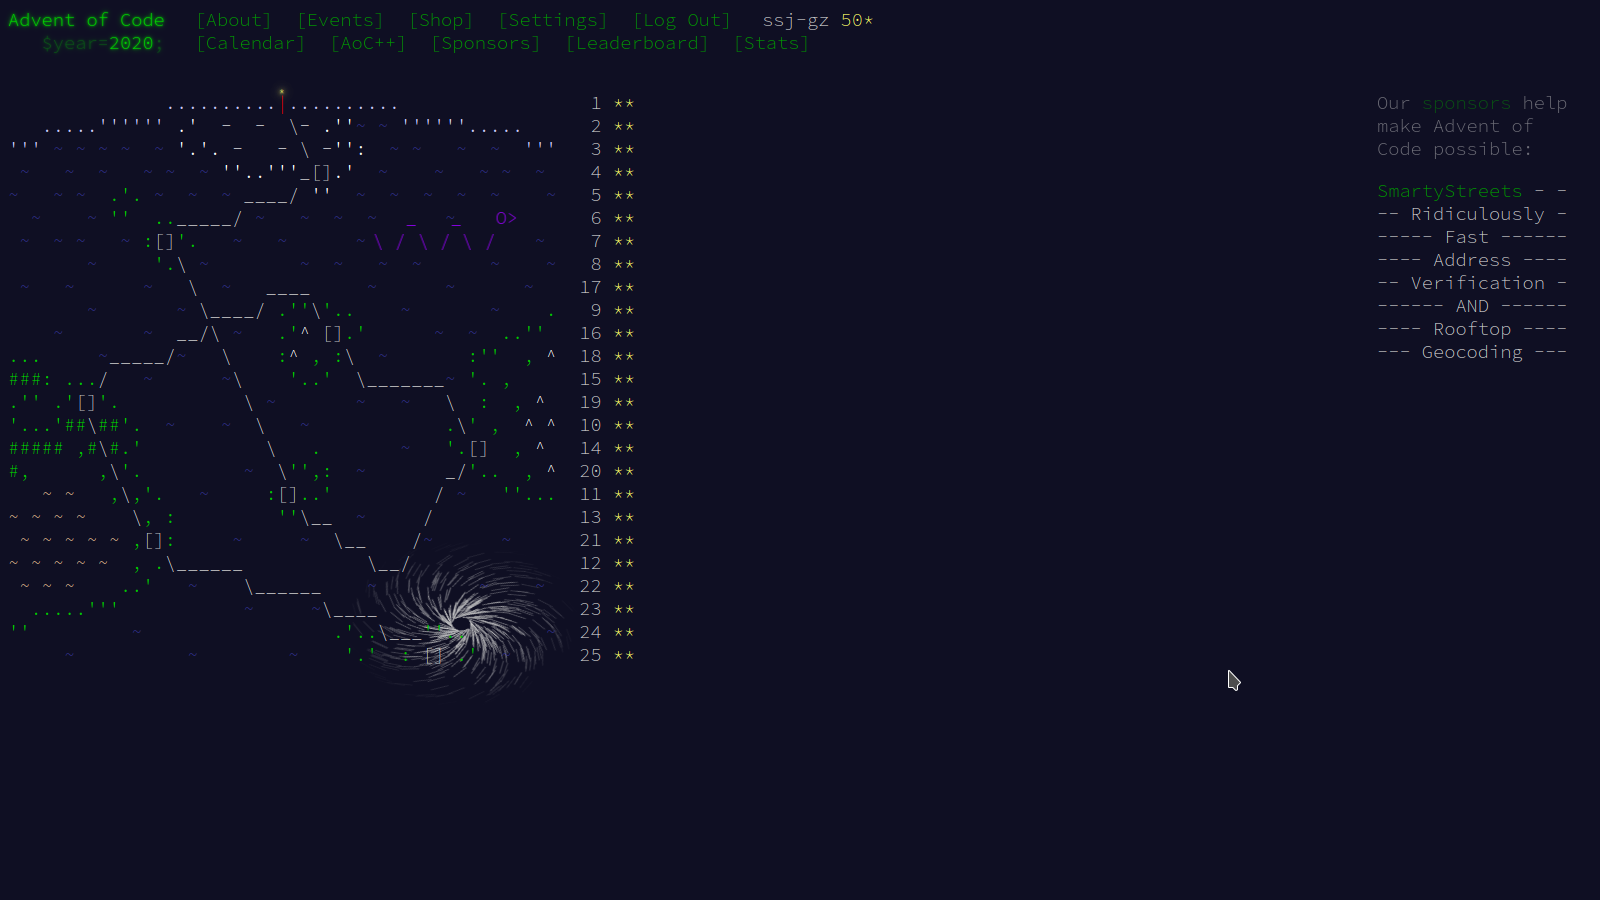 Advent of Code [About] [Events] [Shop] [Settings] [Log Out] ssj-gz 50*
$year=2020; [Calendar] [AoC++] [Sponsors] [Leaderboard] [Stats]
1 **
2 **
3 **
4 **
5 **
6 **
7 **
8 **
17 **
9 **
16 **
18 **
15 **
19 **
10 **
14 **
20 **
11 **
13 **
21 **
12 **
22 **
23 **
24 **
25 **
Our sponsors help
make Advent of
Code possible:
SmartyStreets - -
-- Ridiculously -
----- Fast ------
---- Address ----
-- Verification -
------ AND ------
---- Rooftop ----
--- Geocoding ---